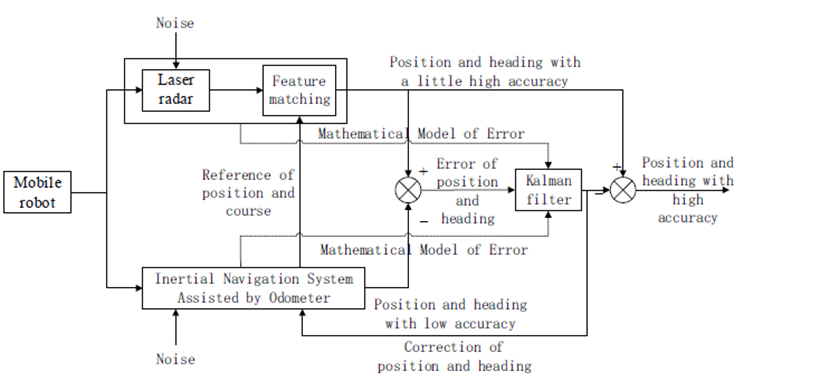 Noise
Position and heading with
a little high accuracy
Laser
radar
Feature
matching
Mathematical Model of Error
Mobile
robot
Reference of
position and
course
+
Error of
position
and
heading
−
Kalman
filter
+
−
Position and
heading with
high
accuracy
Mathematical Model of Error
Inertial Navigation System
Assisted by Odometer
Position and heading
with low accuracy
Noise
Correction of
position and heading